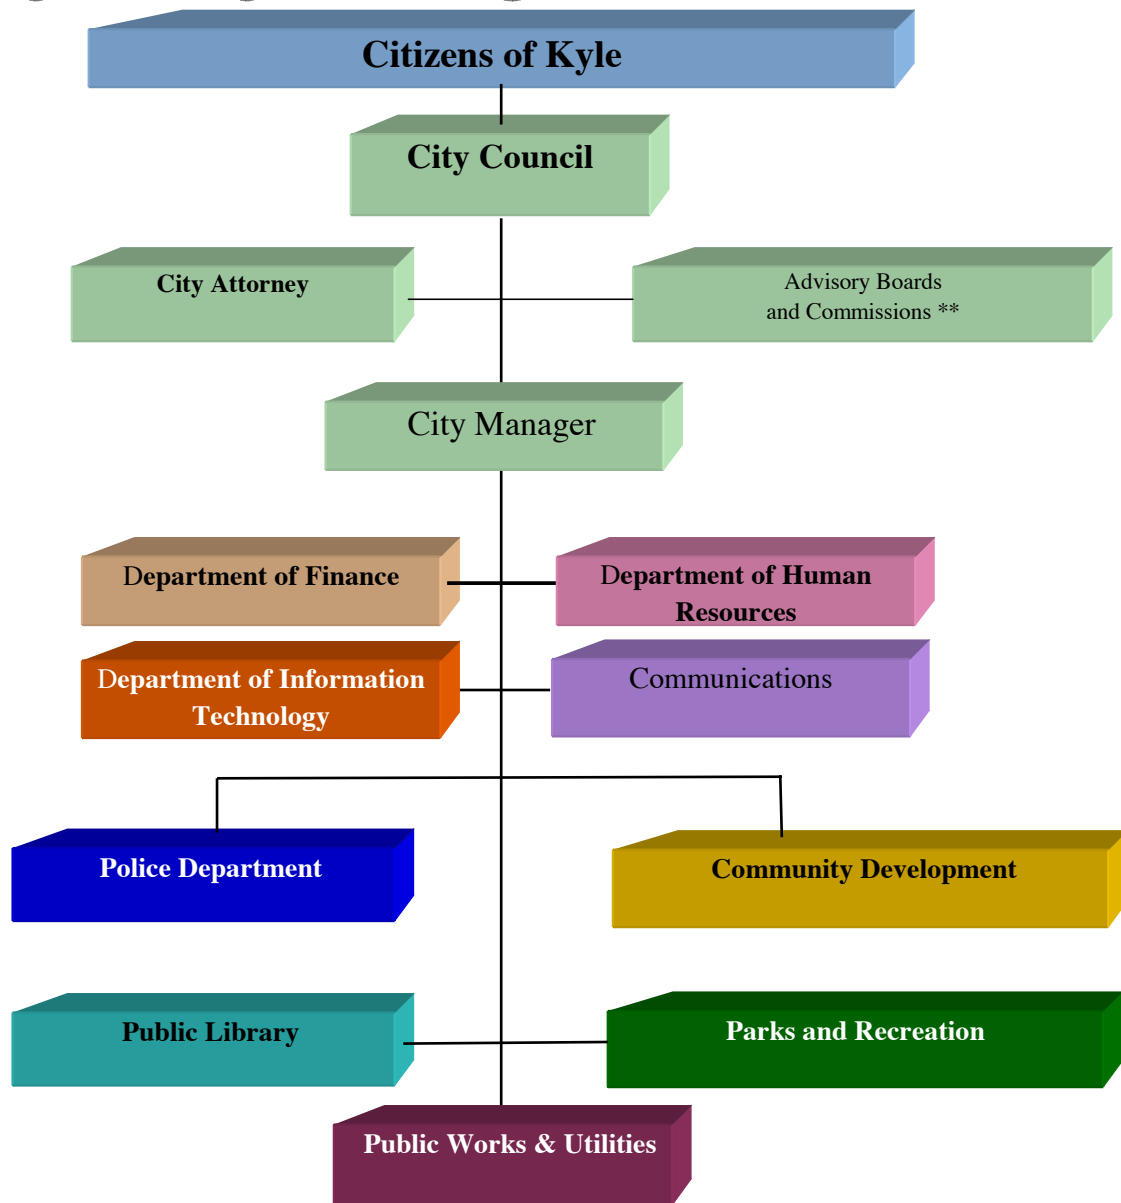 Citizens of Kyle
City Council
City Attorney
Advisory Boards
and Commissions **
City Manager
Department of Finance
Department of Human
Resources
Department of Information
Technology
Communications
Police Department
Community Development
Public Library
Parks and Recreation
Public Works & Utilities